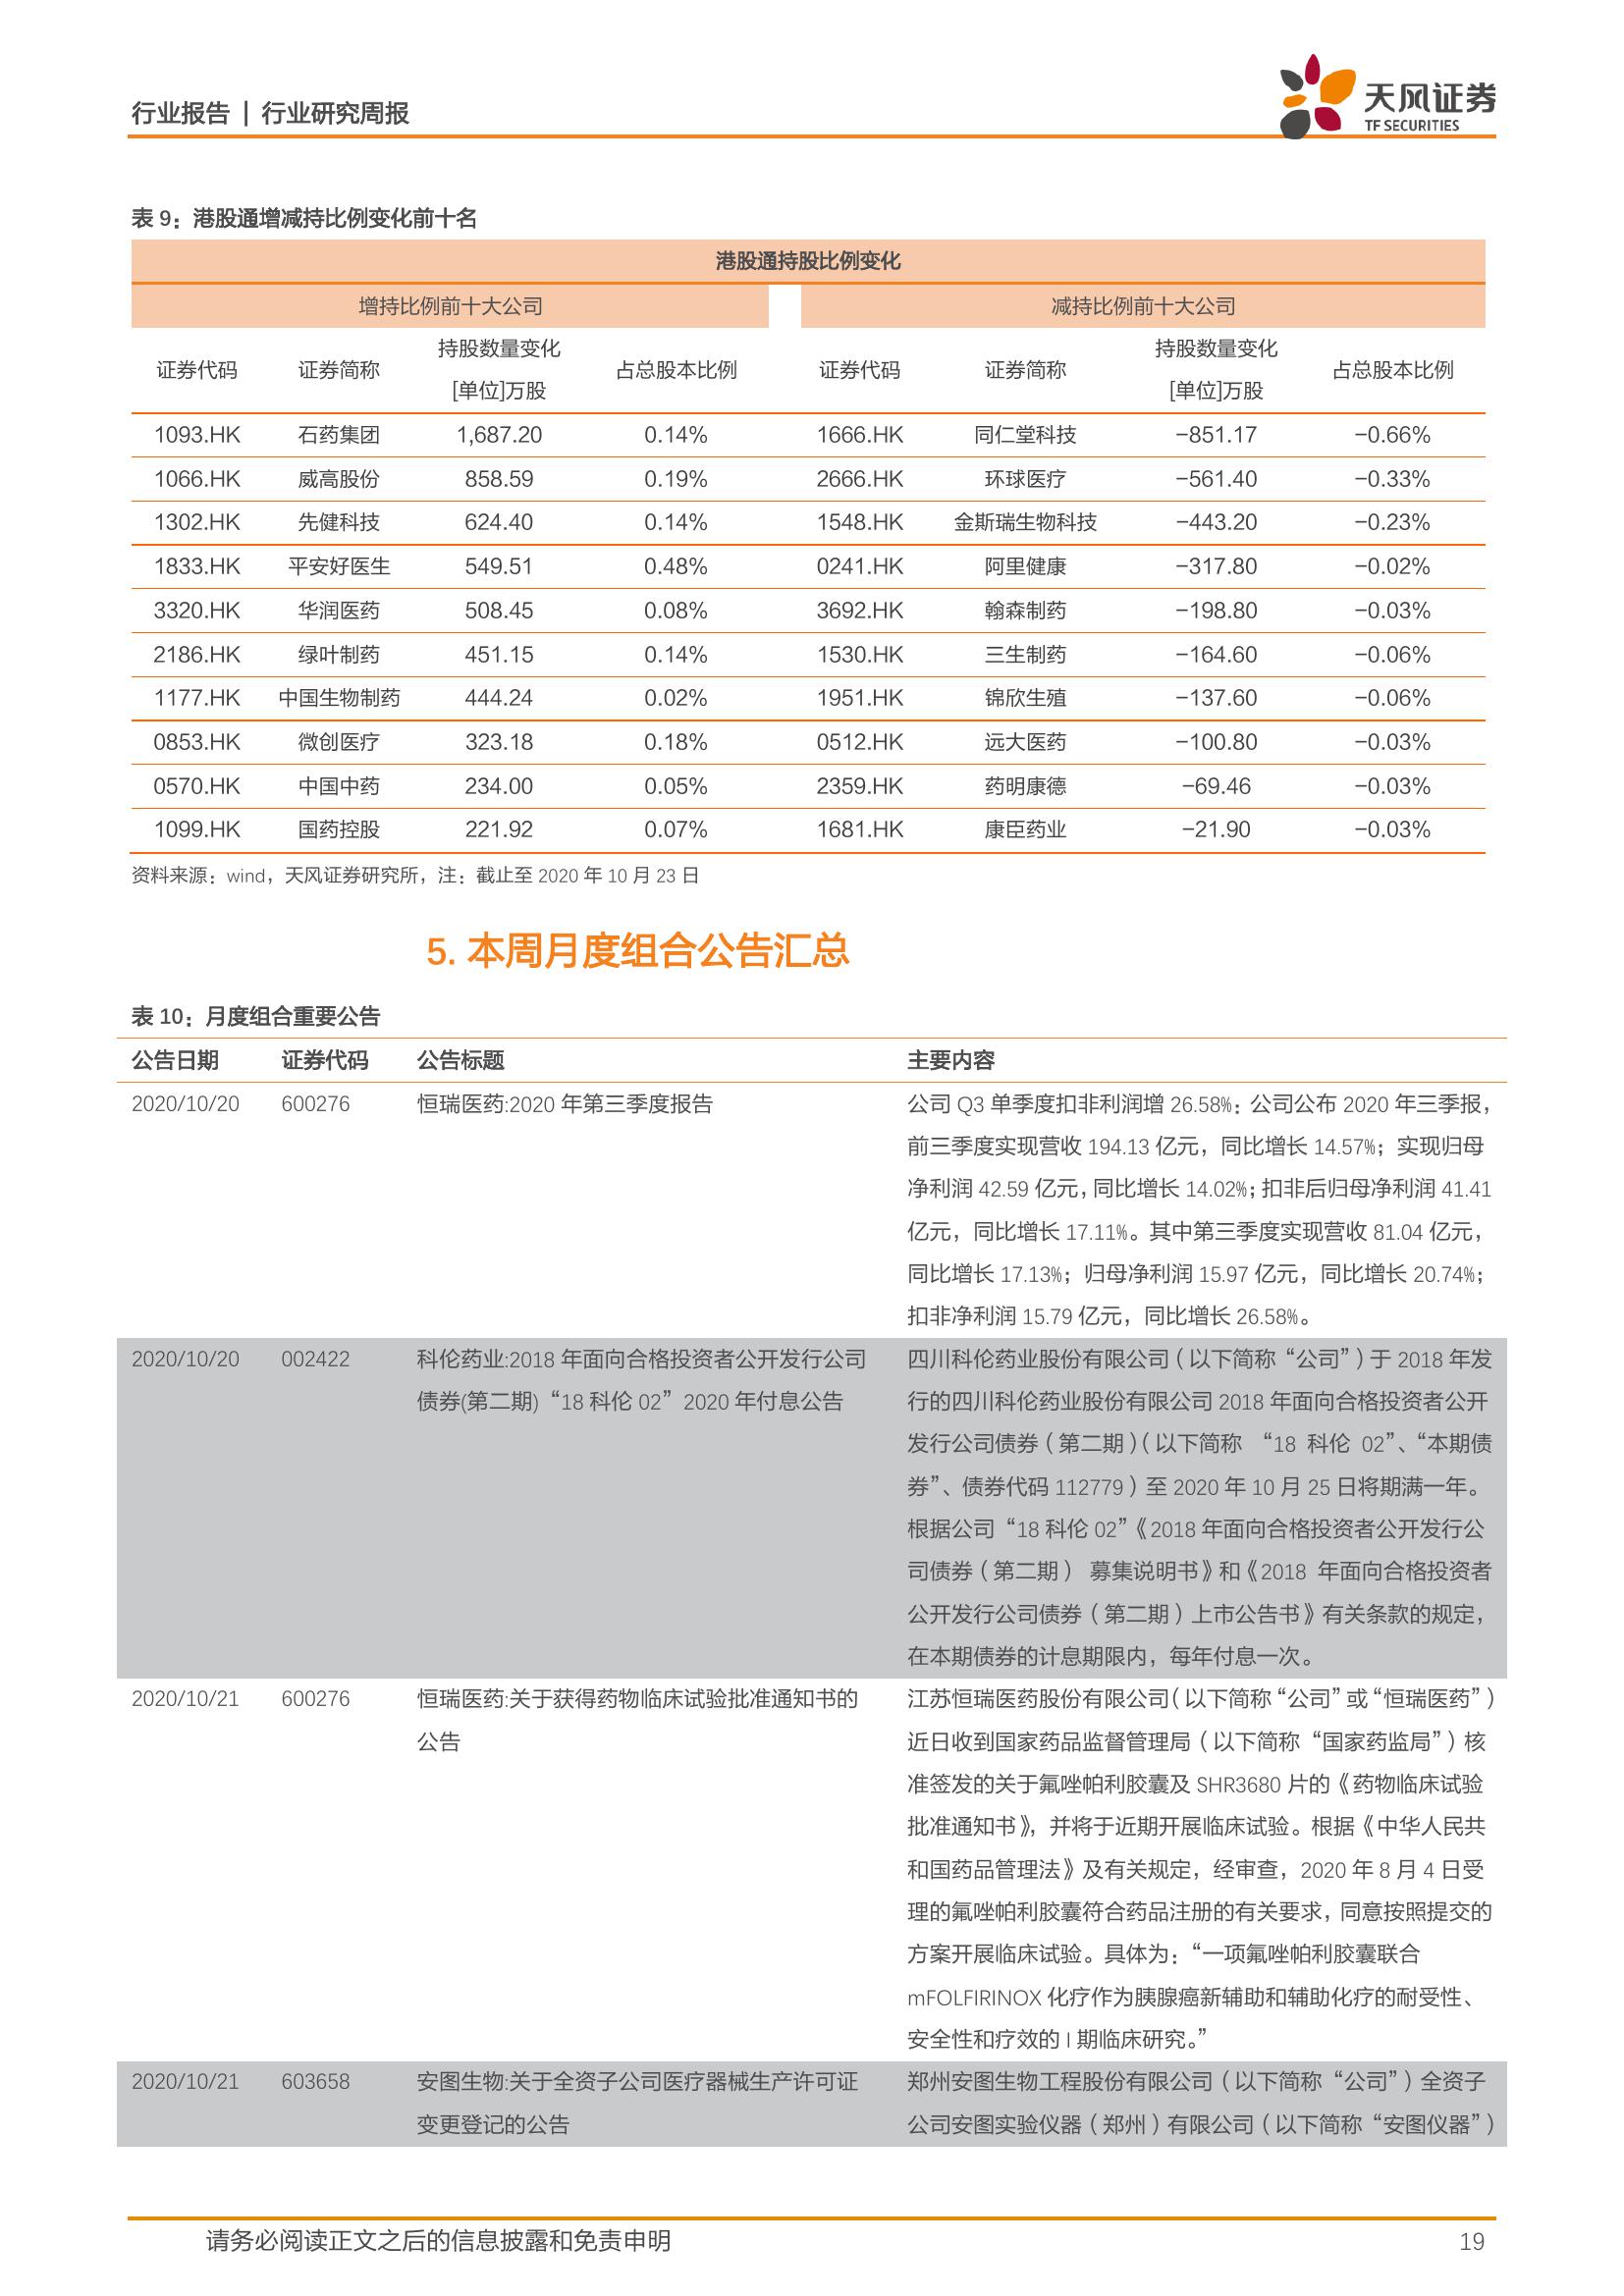 行业报告 | 行业研究周报
天风证券
TF SECURITIES
表 9：港股通增减持比例变化前十名
港股通持股比例变化
增持比例前十大公司 减持比例前十大公司
证券代码 证券简称 持股数量变化[单位]万股 占总股本比例 证券代码 证券简称 持股数量变化[单位]万股 占总股本比例
1093.HK 石药集团 1,687.20 0.14% 1666.HK 同仁堂科技 −851.17 −0.66%
1066.HK 威高股份 858.59 0.19% 2666.HK 环球医疗 −561.40 −0.33%
1302.HK 先健科技 624.40 0.14% 1548.HK 金斯瑞生物科技 −443.20 −0.23%
1833.HK 平安好医生 549.51 0.48% 0241.HK 阿里健康 −317.80 −0.02%
3320.HK 华润医药 508.45 0.08% 3692.HK 翰森制药 −198.80 −0.03%
2186.HK 绿叶制药 451.15 0.14% 1530.HK 三生制药 −164.60 −0.06%
1177.HK 中国生物制药 444.24 0.02% 1951.HK 锦欣生殖 −137.60 −0.06%
0853.HK 微创医疗 323.18 0.18% 0512.HK 远大医药 −100.80 −0.03%
0570.HK 中国中药 234.00 0.05% 2359.HK 药明康德 −69.46 −0.03%
1099.HK 国药控股 221.92 0.07% 1681.HK 康臣药业 −21.90 −0.03%
资料来源：wind，天风证券研究所，注：截止至 2020 年 10 月 23 日
5. 本周月度组合公告汇总
表 10：月度组合重要公告
公告日期 证券代码 公告标题 主要内容
2020/10/20 600276 恒瑞医药:2020 年第三季度报告 公司 Q3 单季度扣非利润增 26.58%：公司公布 2020 年三季报，
前三季度实现营收 194.13 亿元，同比增长 14.57%；实现归母
净利润 42.59 亿元，同比增长 14.02%；扣非后归母净利润 41.41
亿元，同比增长 17.11%。其中第三季度实现营收 81.04 亿元，
同比增长 17.13%；归母净利润 15.97 亿元，同比增长 20.74%；
扣非净利润 15.79 亿元，同比增长 26.58%。
2020/10/20 002422 科伦药业:2018 年面向合格投资者公开发行公司 四川科伦药业股份有限公司（以下简称“公司”）于 2018 年发
债券(第二期)“18 科伦 02”2020 年付息公告 行的四川科伦药业股份有限公司 2018 年面向合格投资者公开
发行公司债券（第二期）（以下简称 “18 科伦 02”、“本期债
券”、债券代码 112779）至 2020 年 10 月 25 日将期满一年。
根据公司“18 科伦 02”《2018 年面向合格投资者公开发行公
司债券（第二期） 募集说明书》和《2018 年面向合格投资者
公开发行公司债券（第二期）上市公告书》有关条款的规定，
在本期债券的计息期限内，每年付息一次。
2020/10/21 600276 恒瑞医药:关于获得药物临床试验批准通知书的 江苏恒瑞医药股份有限公司（以下简称“公司”或“恒瑞医药”）
公告 近日收到国家药品监督管理局（以下简称“国家药监局”）核
准签发的关于氟唑帕利胶囊及 SHR3680 片的《药物临床试验
批准通知书》，并将于近期开展临床试验。根据《中华人民共
和国药品管理法》及有关规定，经审查，2020 年 8 月 4 日受
理的氟唑帕利胶囊符合药品注册的有关要求，同意按照提交的
方案开展临床试验。具体为：“一项氟唑帕利胶囊联合
mFOLFIRINOX 化疗作为胰腺癌新辅助和辅助化疗的耐受性、
安全性和疗效的 I 期临床研究。”
2020/10/21 603658 安图生物:关于全资子公司医疗器械生产许可证 郑州安图生物工程股份有限公司（以下简称“公司”）全资子
变更登记的公告 公司安图实验仪器（郑州）有限公司（以下简称“安图仪器”）
请务必阅读正文之后的信息披露和免责申明 19